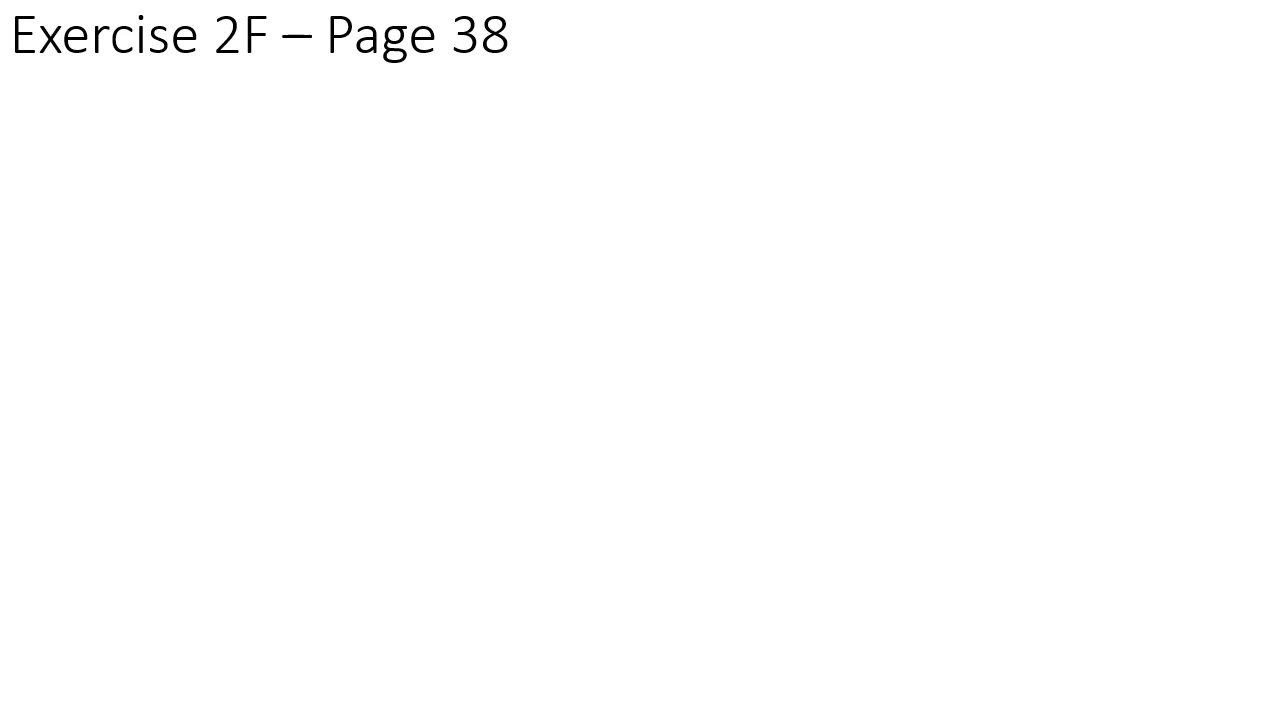 Exercise 2F – Page 38